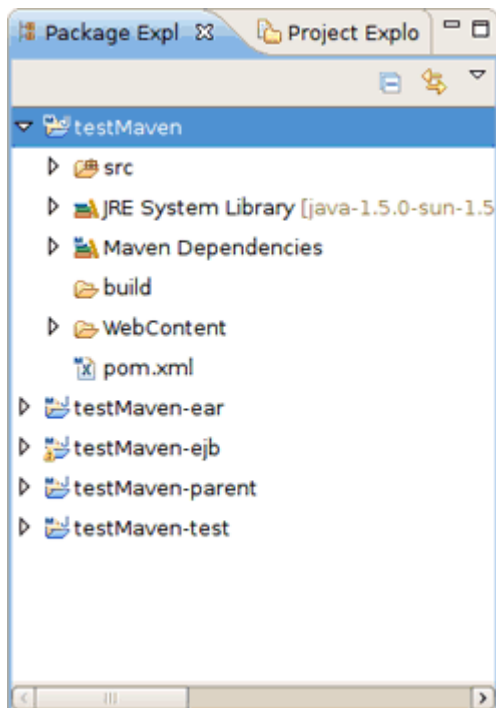 Package Expl
Project Explo
testMaven
src
JRE System Library [java-1.5.0-sun-1.5
Maven Dependencies
build
WebContent
pom.xml
testMaven-ear
testMaven-ejb
testMaven-parent
testMaven-test